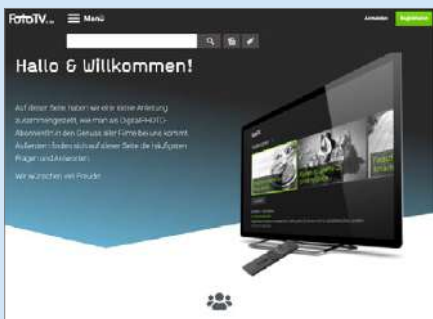 FotoTV.
Menü
Anmelden
Registrieren
Hallo & Willkommen!
Auf dieser Seite haben wir eine kleine Anleitung
zusammengestellt, wie man als DigitalPHOTO-
AbonnentIn in den Genuss aller Filme bei uns kommt.
Außerdem finden sich auf dieser Seite die häufigsten
Fragen und Antworten.
Wir wünschen viel Freude!